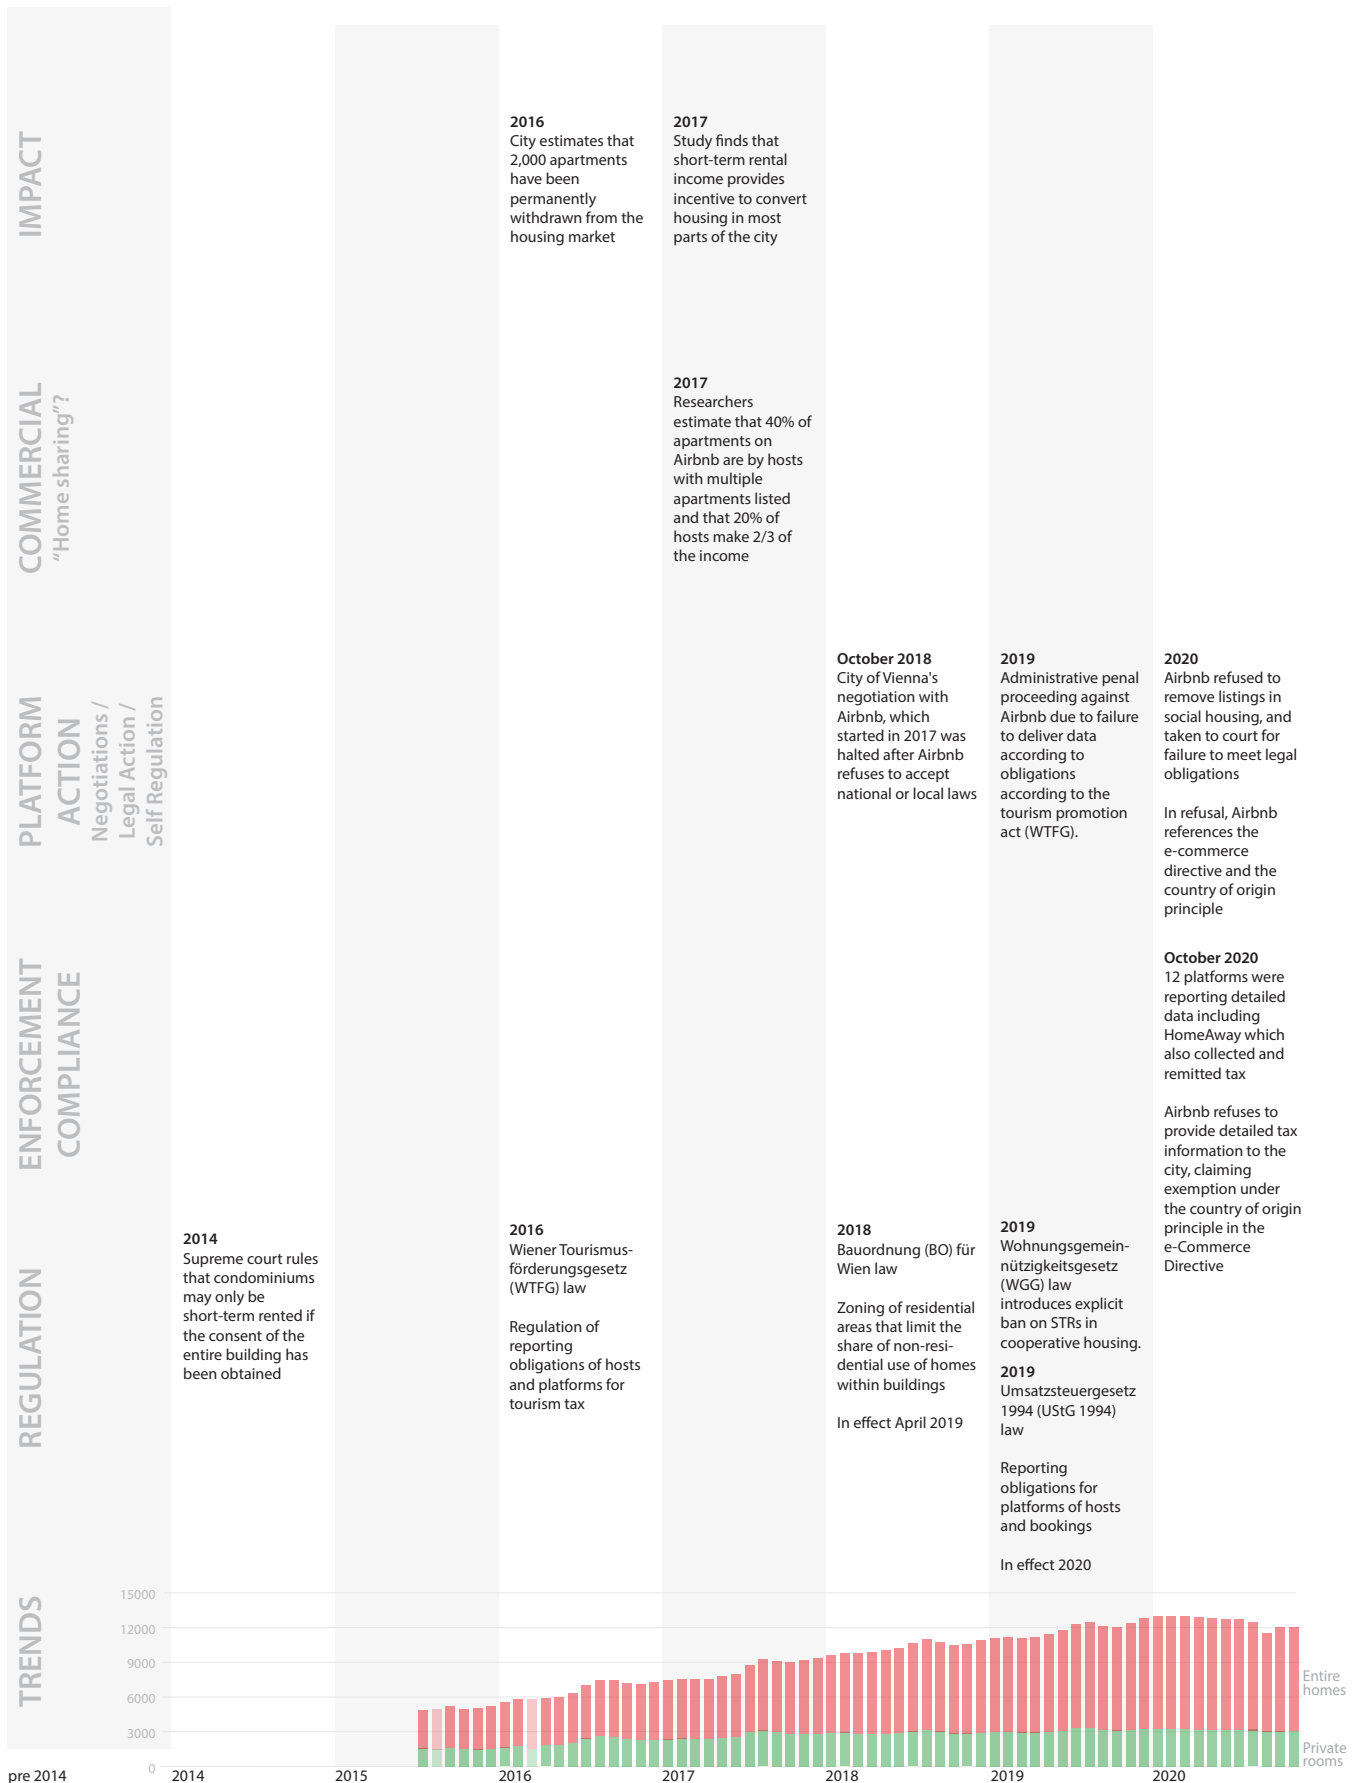 IMPACT
2016
City estimates that
2,000 apartments
have been
permanently
withdrawn from the
housing market
2017
Study finds that
short-term rental
income provides
incentive to convert
housing in most
parts of the city
COMMERCIAL
“Home sharing”?
2017
Researchers
estimate that 40% of
apartments on
Airbnb are by hosts
with multiple
apartments listed
and that 20% of
hosts make 2/3 of
the income
PLATFORM
ACTION
Negotiations /
Legal Action /
Self Regulation
October 2018
City of Vienna's
negotiation with
Airbnb, which
started in 2017 was
halted after Airbnb
refuses to accept
national or local laws
2019
Administrative penal
proceeding against
Airbnb due to failure
to deliver data
according to
obligations
according to the
tourism promotion
act (WTFG).
2020
Airbnb refused to
remove listings in
social housing, and
taken to court for
failure to meet legal
obligations
In refusal, Airbnb
references the
e-commerce
directive and the
country of origin
principle
ENFORCEMENT
COMPLIANCE
October 2020
12 platforms were
reporting detailed
data including
HomeAway which
also collected and
remitted tax
Airbnb refuses to
provide detailed tax
information to the
city, claiming
exemption under
the country of origin
principle in the
e-Commerce
Directive
REGULATION
2014
Supreme court rules
that condominiums
may only be
short-term rented if
the consent of the
entire building has
been obtained
2016
Wiener Tourismus-
förderungsgesetz
(WTFG) law
Regulation of
reporting
obligations of hosts
and platforms for
tourism tax
2018
Bauordnung (BO) für
Wien law
Zoning of residential
areas that limit the
share of non-resi-
dential use of homes
within buildings
In effect April 2019
2019
Wohnungsgemein-
nützigkeitsgesetz
(WGG) law
introduces explicit
ban on STRs in
cooperative housing.
2019
Umsatzsteuergesetz
1994 (UStG 1994)
law
Reporting
obligations for
platforms of hosts
and bookings
In effect 2020
TRENDS
15000
12000
9000
6000
3000
0
Entire
homes
Private
rooms
pre 2014
2014
2015
2016
2017
2018
2019
2020